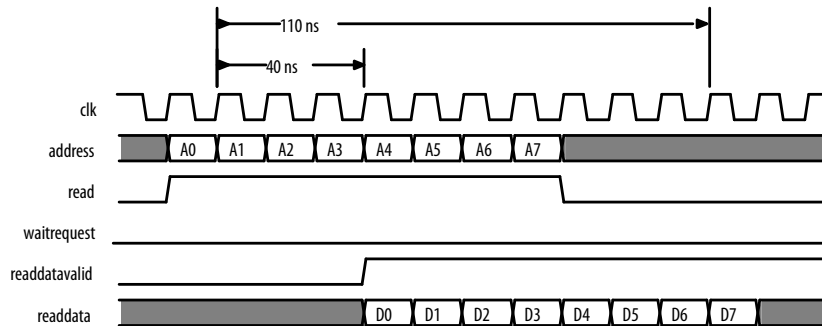 110 ns
40 ns
clk
address A0 A1 A2 A3 A4 A5 A6 A7
read
waitrequest
readdatavalid
readdata D0 D1 D2 D3 D4 D5 D6 D7